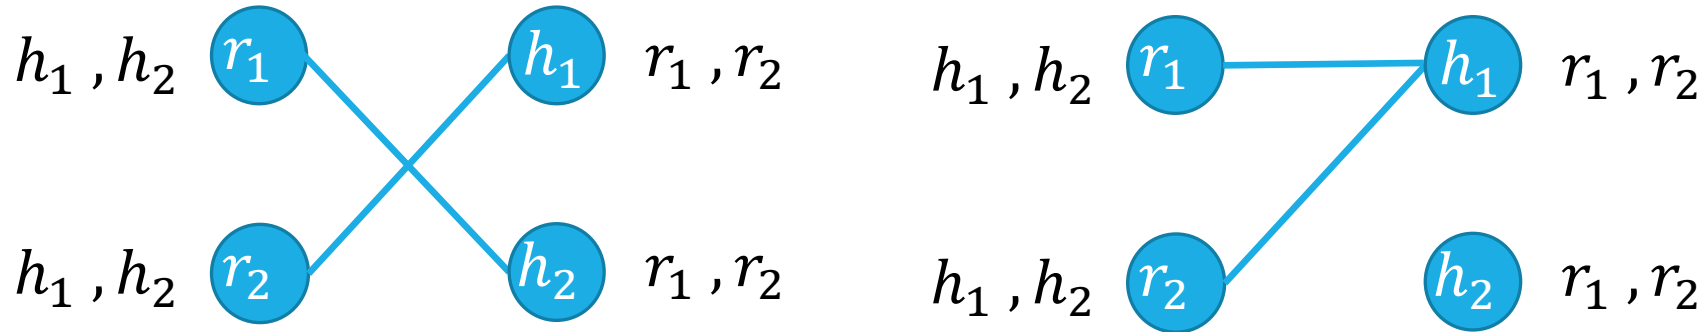 h₁ , h₂ r₁ h₁ r₁ , r₂ h₁ , h₂ r₁ h₁ r₁ , r₂
h₁ , h₂ r₂ h₂ r₁ , r₂ h₁ , h₂ r₂ h₂ r₁ , r₂